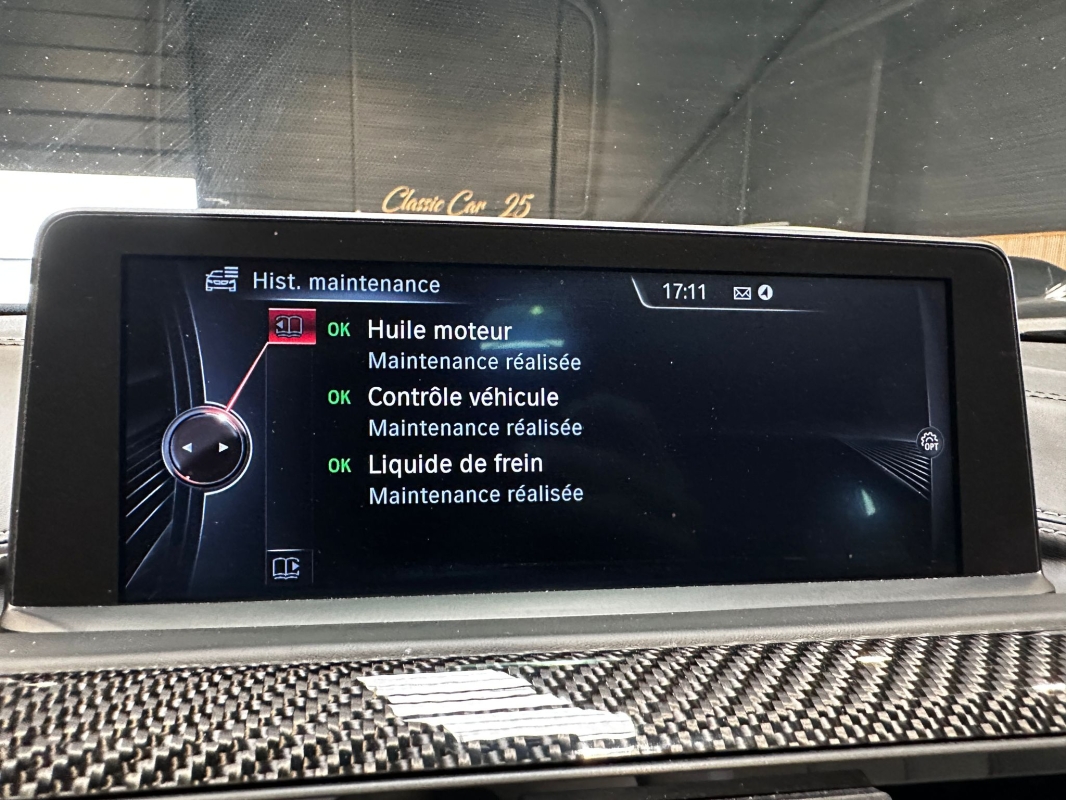 Classic Car 25
Hist. maintenance
17:11
OK Huile moteur
Maintenance réalisée
OK Contrôle véhicule
Maintenance réalisée
OPT
OK Liquide de frein
Maintenance réalisée